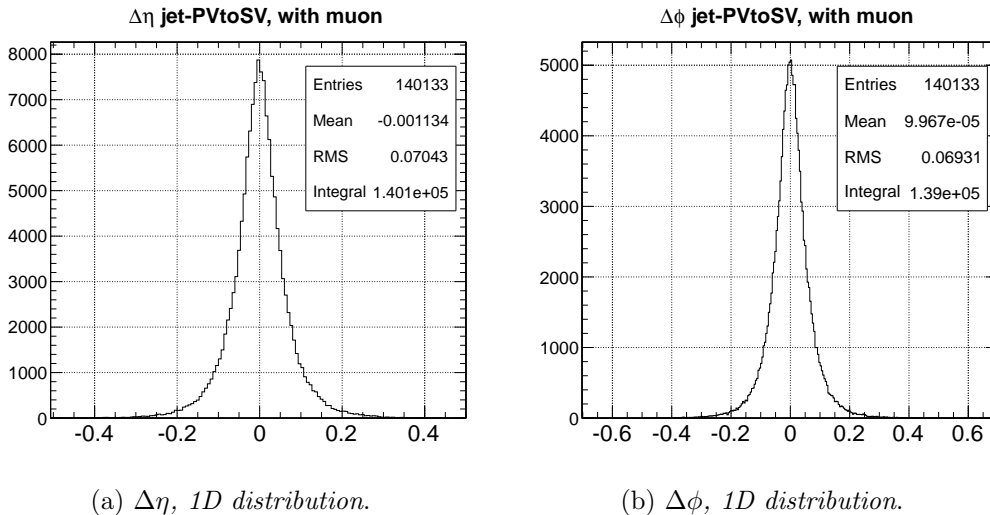 Δη jet-PVtoSV, with muon
8000
7000
6000
5000
4000
3000
2000
1000
0
-0.4 -0.2 0 0.2 0.4
Entries 140133
Mean -0.001134
RMS 0.07043
Integral 1.401e+05
(a) Δη, 1D distribution.
Δϕ jet-PVtoSV, with muon
5000
4000
3000
2000
1000
0
-0.6 -0.4 -0.2 0 0.2 0.4 0.6
Entries 140133
Mean 9.967e-05
RMS 0.06931
Integral 1.39e+05
(b) Δϕ, 1D distribution.